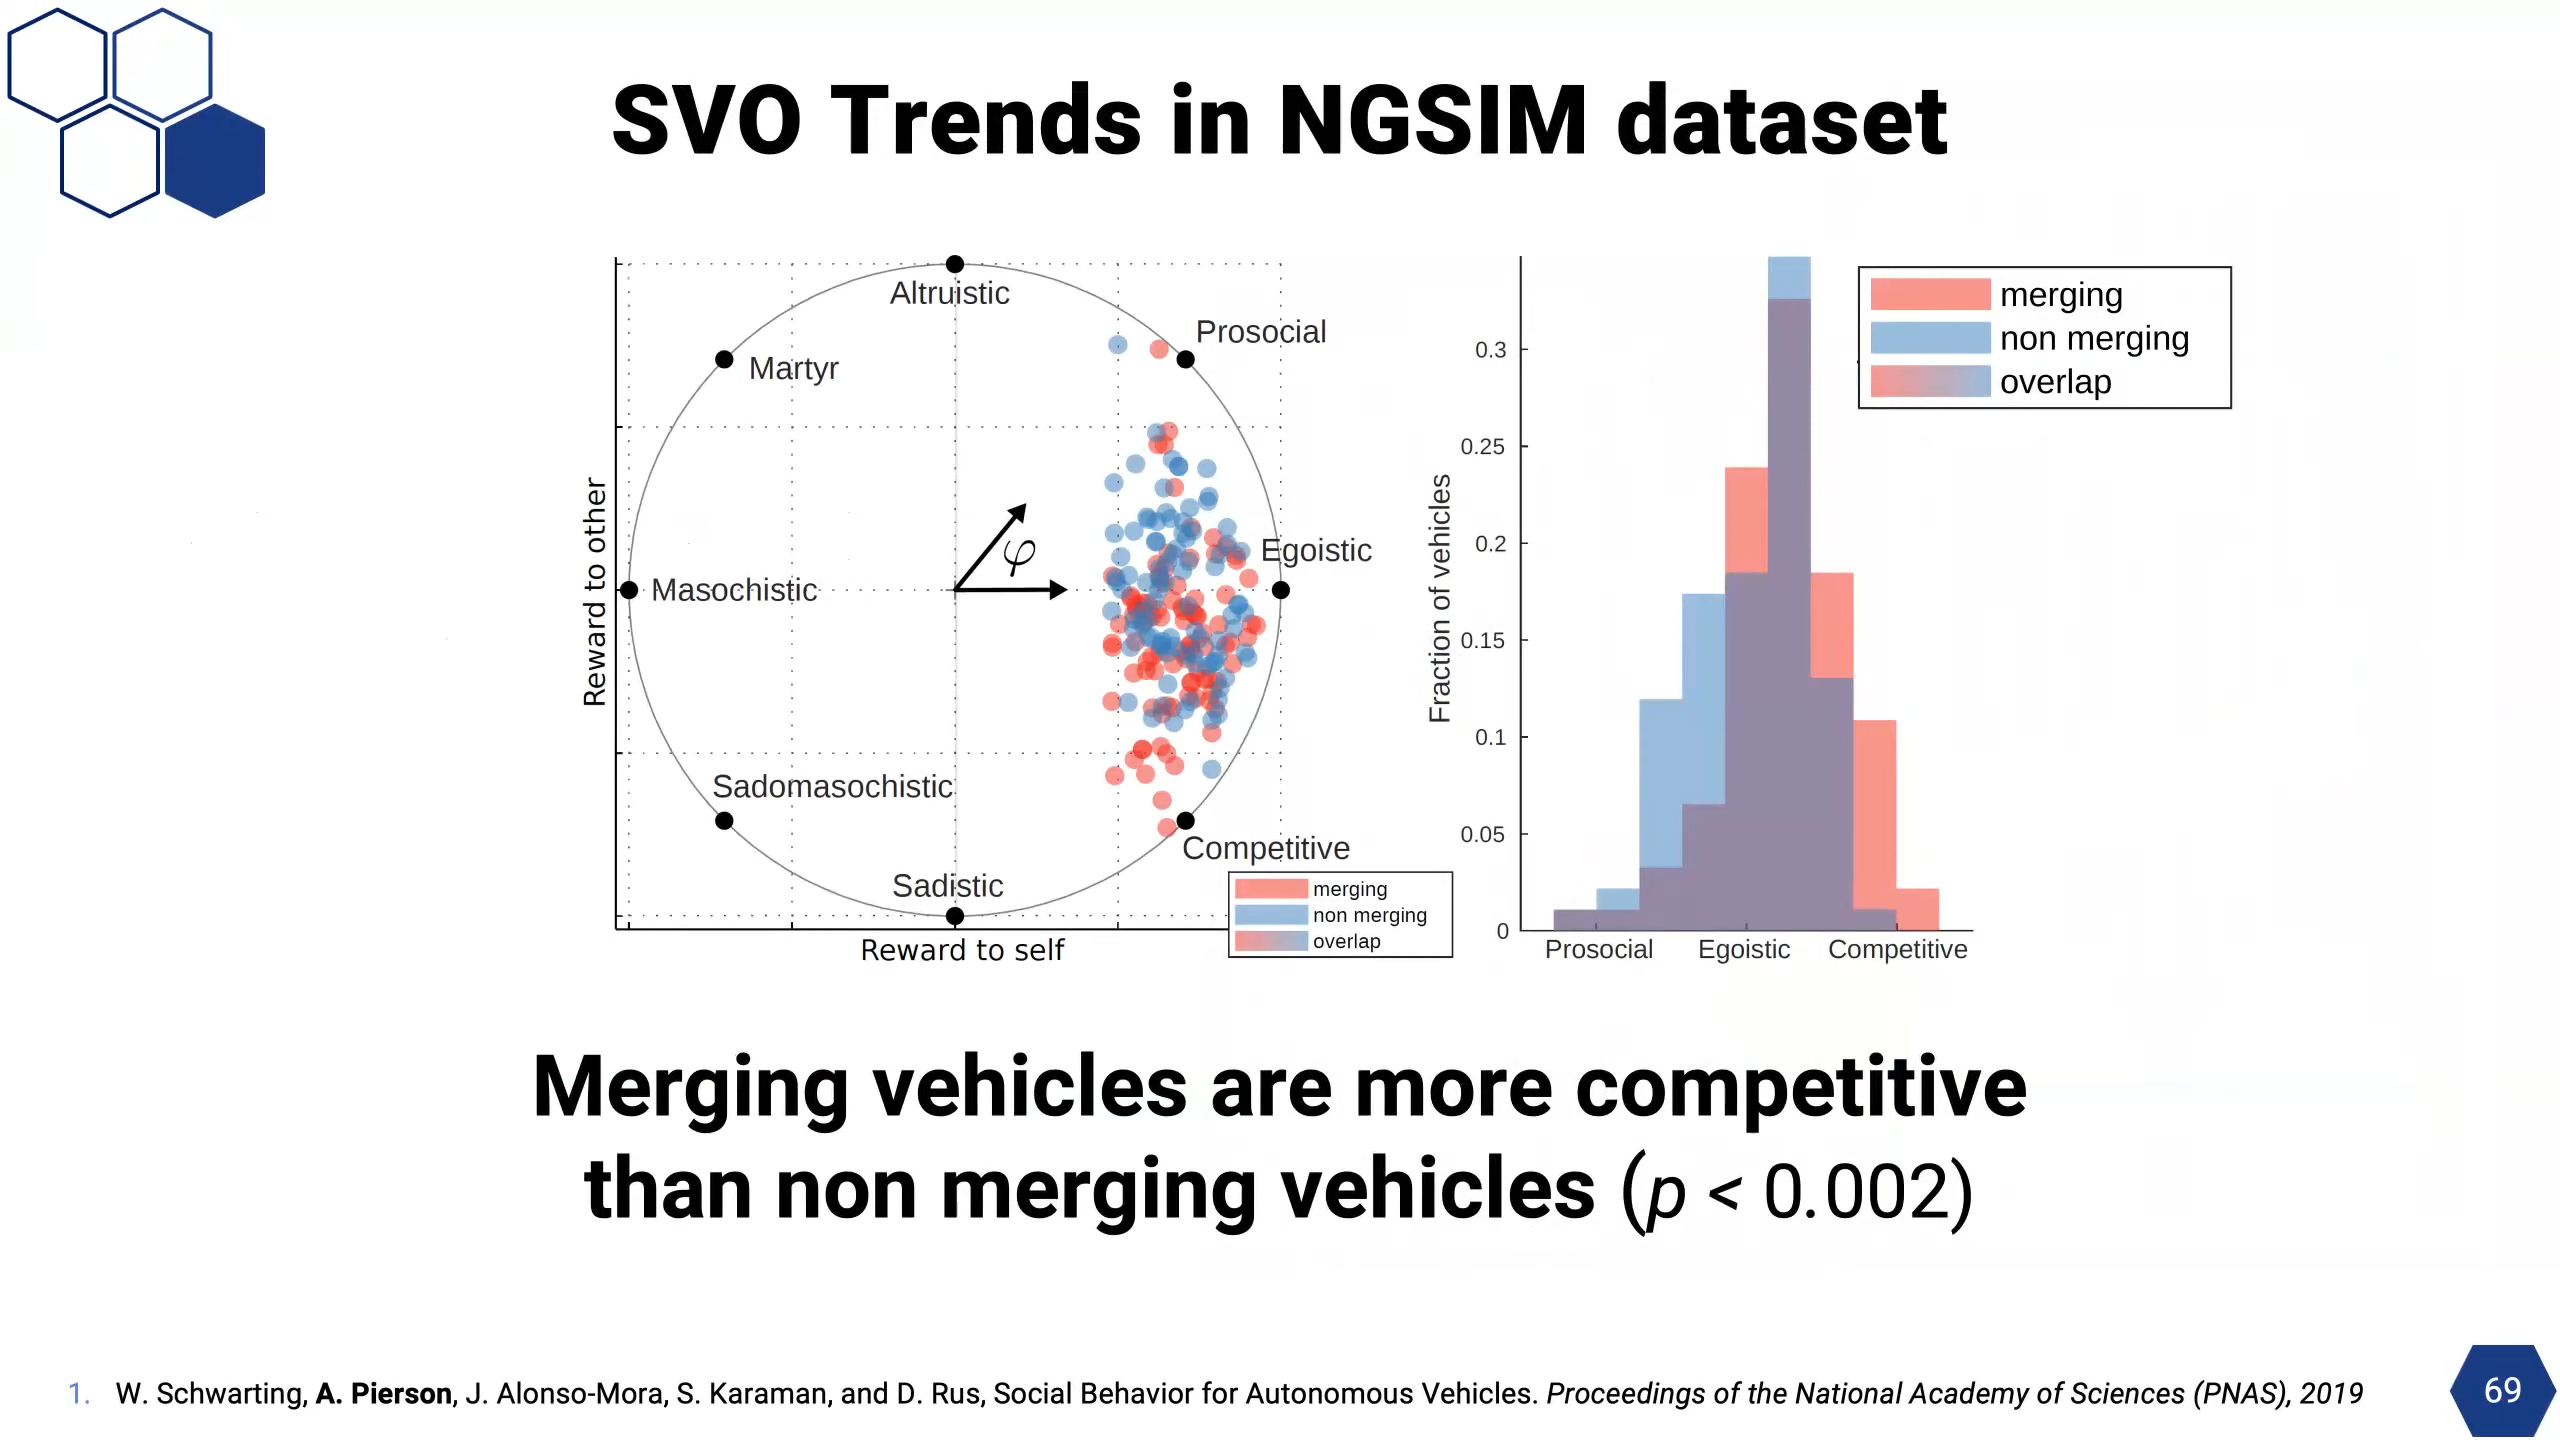 SVO Trends in NGSIM dataset
Altruistic
Prosocial
Martyr
Reward to other
φ
Egoistic
Masochistic
Sadomasochistic
Competitive
Sadistic
merging
non merging
overlap
Reward to self
merging
non merging
overlap
Fraction of vehicles
0.3
0.25
0.2
0.15
0.1
0.05
0
Prosocial Egoistic Competitive
Merging vehicles are more competitive
than non merging vehicles (p < 0.002)
1. W. Schwarting, A. Pierson, J. Alonso-Mora, S. Karaman, and D. Rus, Social Behavior for Autonomous Vehicles. Proceedings of the National Academy of Sciences (PNAS), 2019
69